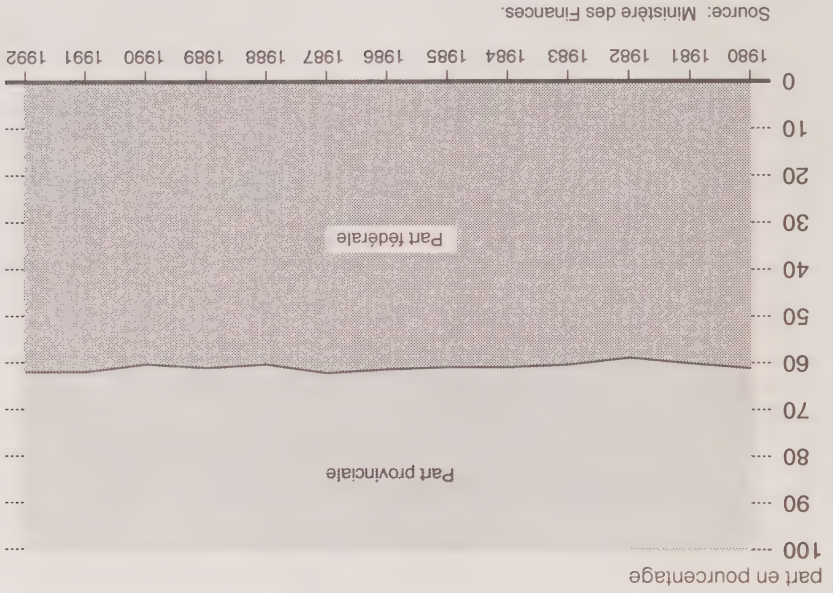 part en pourcentage
100
90
80
Part provinciale
70
60
50
40
Part fédérale
30
20
10
0
1980 1981 1982 1983 1984 1985 1986 1987 1988 1989 1990 1991 1992
Source: Ministère des Finances.